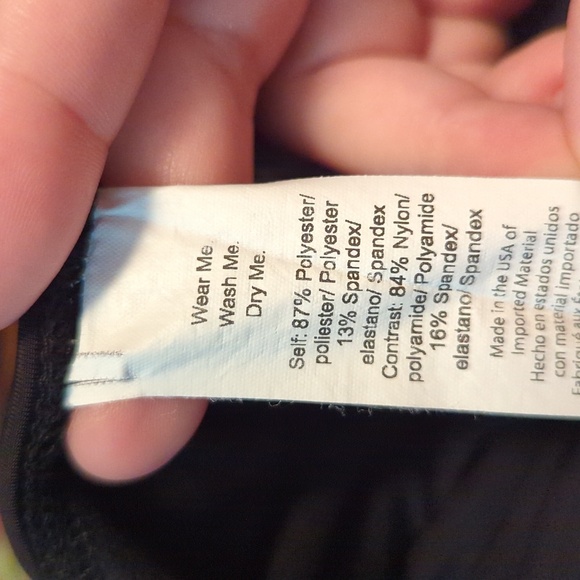 Wear Me.
Wash Me.
Dry Me.
Self: 87% Polyester/
poliester/ Polyester
13% Spandex/
elastano/ Spandex
Contrast: 84% Nylon/
polyamide/ Polyamide
16% Spandex/
elastano/ Spandex
Made in the USA of
Imported Material
Hecho en estados unidos
con material importado